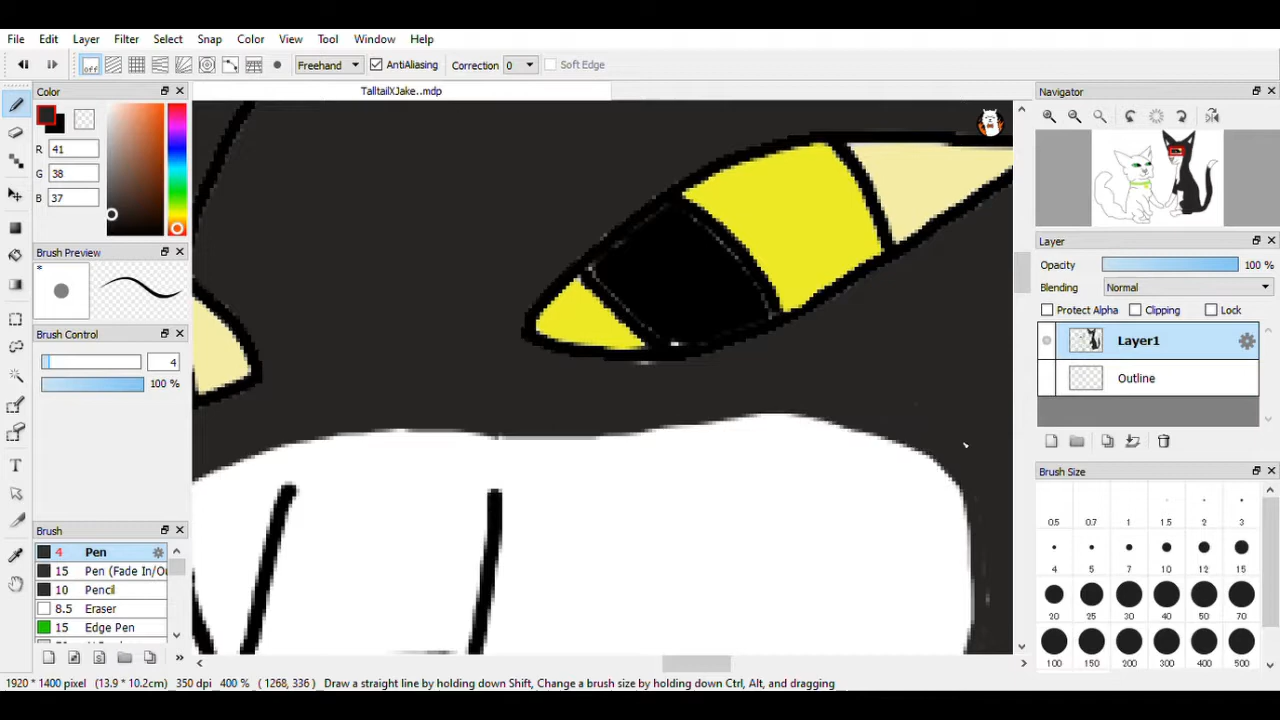 File Edit Layer Filter Select Snap Color View Tool Window Help
off Freehand AntiAliasing Correction 0 Soft Edge
Color
TalltailXJake..mdp
Navigator
R 41
G 38
B 37
Brush Preview
*
Layer
Opacity 100 %
Blending Normal
Protect Alpha Clipping Lock
Brush Control
4
100 %
Layer1
Outline
Brush Size
0.5 0.7 1 1.5 2 3
4 5 7 10 12 15
20 25 30 40 50 70
100 150 200 300 400 500
Brush
4 Pen
15 Pen (Fade In/Ou
10 Pencil
8.5 Eraser
15 Edge Pen
1920 * 1400 pixel (13.9 * 10.2cm) 350 dpi 400 % ( 1268, 336 ) Draw a straight line by holding down Shift, Change a brush size by holding down Ctrl, Alt, and dragging